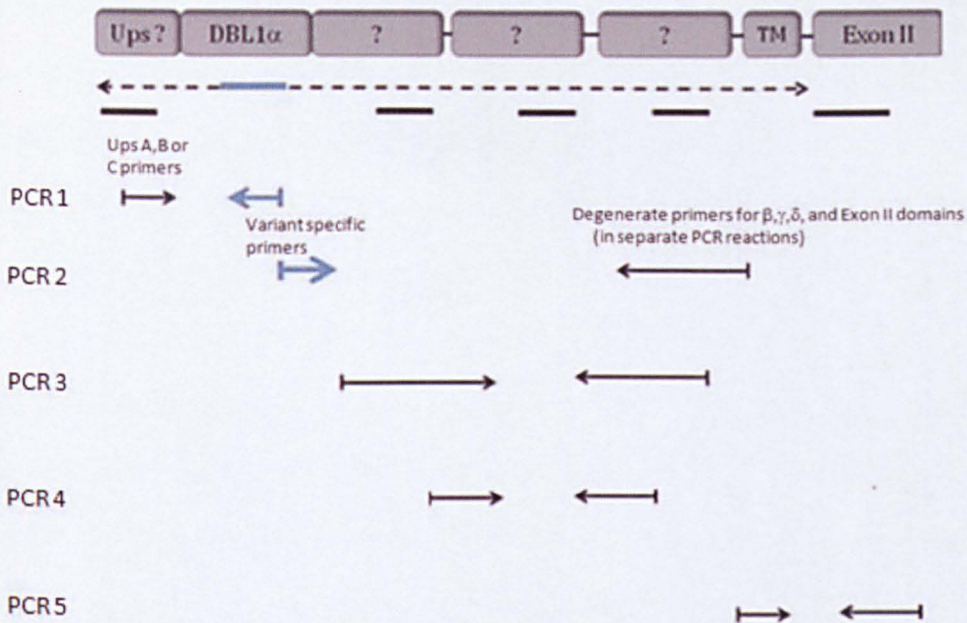 Ups ? DBL1α ? ? ? TM Exon II
Ups A, B or
C primers
PCR 1
Variant specific
primers
Degenerate primers for β,γ,δ, and Exon II domains
(in separate PCR reactions)
PCR 2
PCR 3
PCR 4
PCR 5